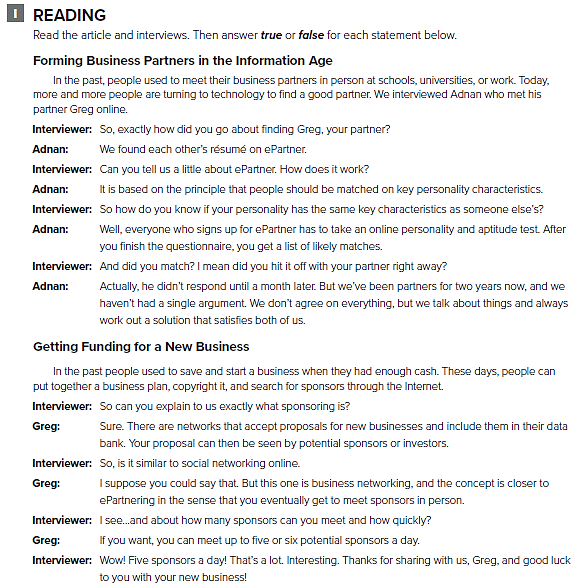 I READING
Read the article and interviews. Then answer true or false for each statement below.
Forming Business Partners in the Information Age
In the past, people used to meet their business partners in person at schools, universities, or work. Today,
more and more people are turning to technology to find a good partner. We interviewed Adnan who met his
partner Greg online.
Interviewer: So, exactly how did you go about finding Greg, your partner?
Adnan: We found each other's résumé on ePartner.
Interviewer: Can you tell us a little about ePartner. How does it work?
Adnan: It is based on the principle that people should be matched on key personality characteristics.
Interviewer: So how do you know if your personality has the same key characteristics as someone else's?
Adnan: Well, everyone who signs up for ePartner has to take an online personality and aptitude test. After
you finish the questionnaire, you get a list of likely matches.
Interviewer: And did you match? I mean did you hit it off with your partner right away?
Adnan: Actually, he didn't respond until a month later. But we've been partners for two years now, and we
haven't had a single argument. We don't agree on everything, but we talk about things and always
work out a solution that satisfies both of us.
Getting Funding for a New Business
In the past people used to save and start a business when they had enough cash. These days, people can
put together a business plan, copyright it, and search for sponsors through the Internet.
Interviewer: So can you explain to us exactly what sponsoring is?
Greg: Sure. There are networks that accept proposals for new businesses and include them in their data
bank. Your proposal can then be seen by potential sponsors or investors.
Interviewer: So, is it similar to social networking online.
Greg: I suppose you could say that. But this one is business networking, and the concept is closer to
ePartnering in the sense that you eventually get to meet sponsors in person.
Interviewer: I see...and about how many sponsors can you meet and how quickly?
Greg: If you want, you can meet up to five or six potential sponsors a day.
Interviewer: Wow! Five sponsors a day! That's a lot. Interesting. Thanks for sharing with us, Greg, and good luck
to you with your new business!